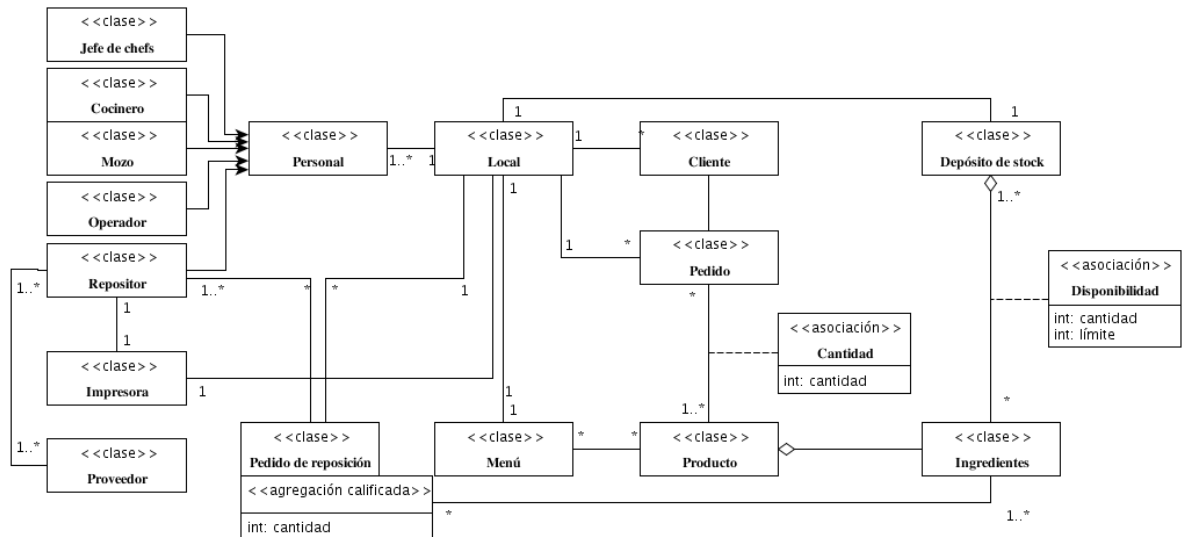 < <clase> >
Jefe de chefs
< <clase> >
Cocinero
< <clase> >
Mozo
< <clase> >
Operador
< <clase> >
Repositor
1..*
1..*
1
1
< <clase> >
Impresora
1
1..*
< <clase> >
Proveedor
< <clase> >
Personal
1..*
1
< <clase> >
Local
1
1
1
*
1
1
*
*
*
1
< <clase> >
Cliente
< <clase> >
Pedido
*
< <asociación> >
Cantidad
int: cantidad
1..*
1
< <clase> >
Depósito de stock
1..*
< <asociación> >
Disponibilidad
int: cantidad
int: límite
*
< <clase> >
Pedido de reposición
< <agregación calificada> >
int: cantidad
*
1
1
< <clase> >
Menú
*
*
< <clase> >
Producto
< <clase> >
Ingredientes
1..*